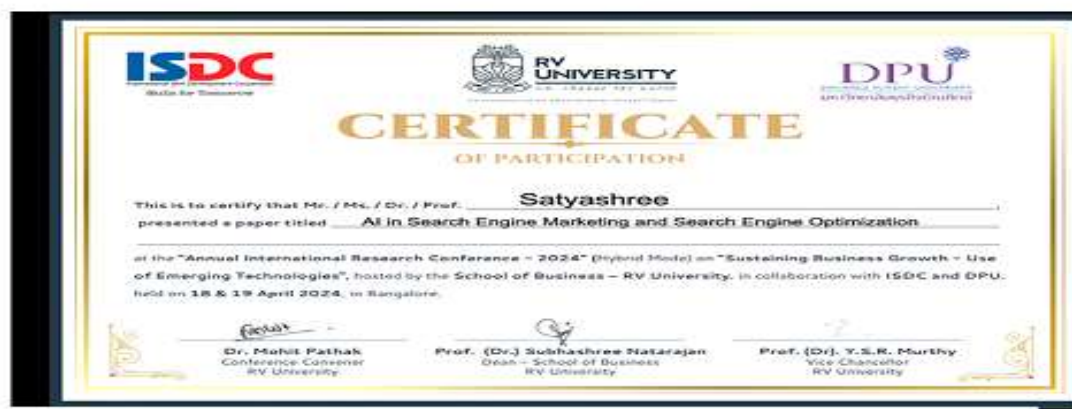 ISDC
Skills for Tomorrow
RV
UNIVERSITY
DPU
CERTIFICATE
OF PARTICIPATION
This is to certify that Mr. / Ms. / Dr. / Prof. Satyashree,
presented a paper titled AI in Search Engine Marketing and Search Engine Optimization
at the "Annual International Research Conference - 2024" (Hybrid Mode) on "Sustaining Business Growth - Use
of Emerging Technologies", hosted by the School of Business - RV University, in collaboration with ISDC and DPU,
held on 18 & 19 April 2024, in Bangalore.
Dr. Mohit Pathak
Conference Convener
RV University
Prof. (Dr.) Subhashree Natarajan
Dean - School of Business
RV University
Prof. (Dr). Y.S.R. Murthy
Vice Chancellor
RV University